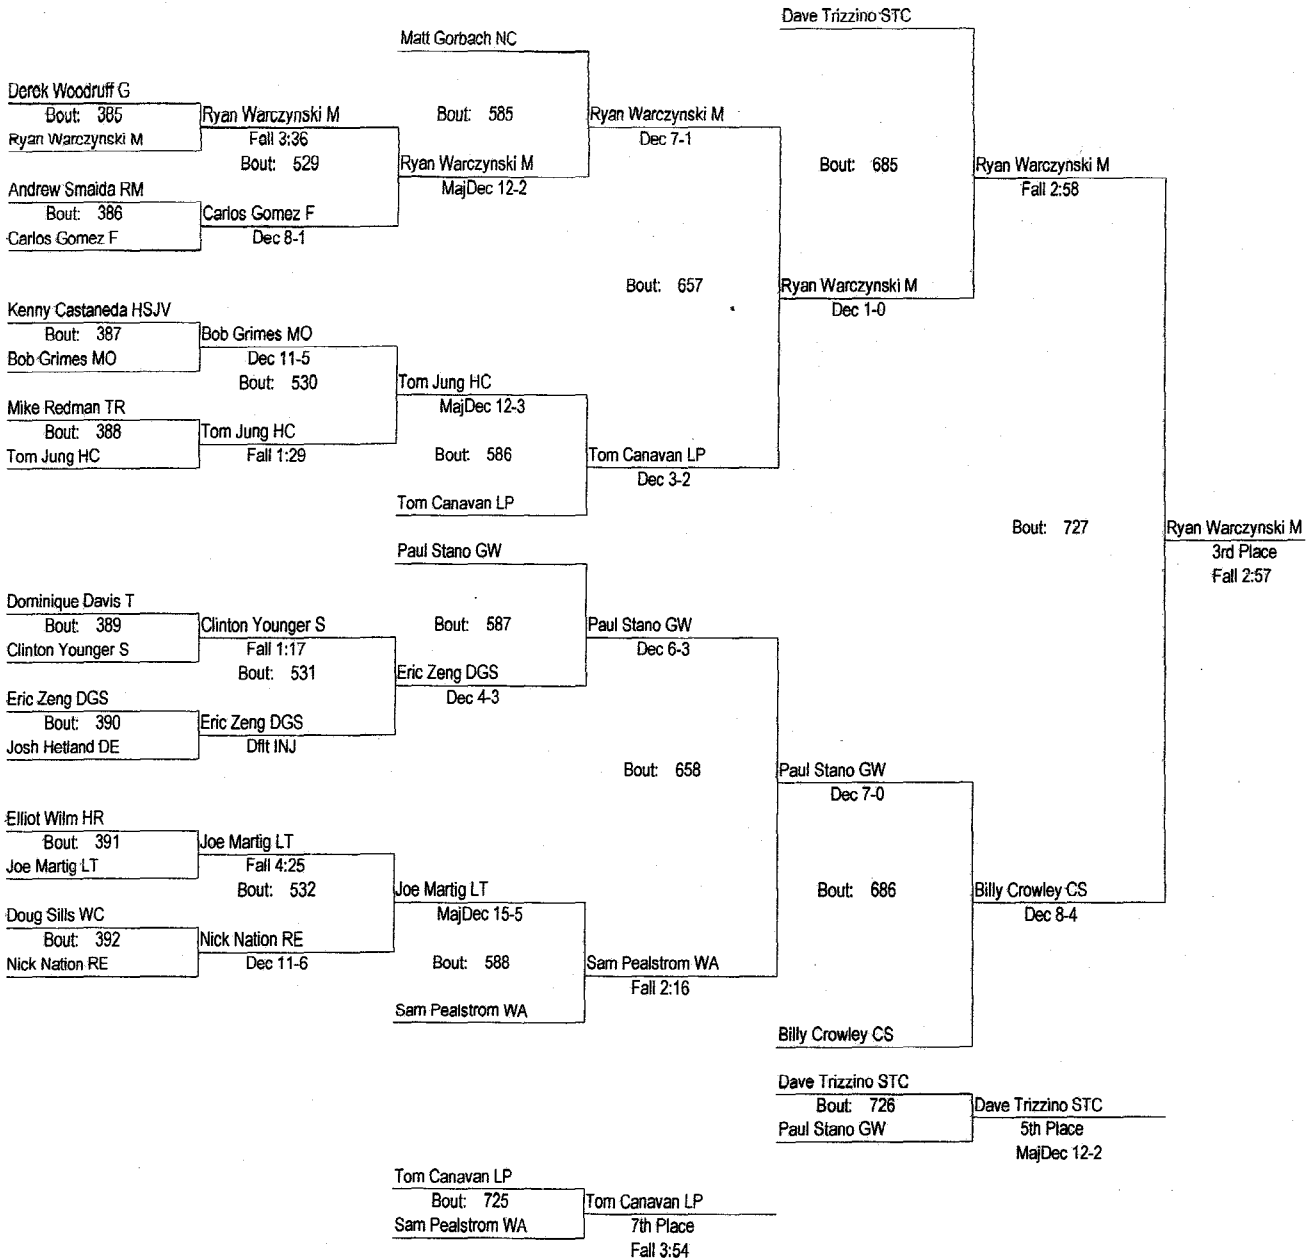 Dave Trizzino STC
Matt Gorbach NC
Derek Woodruff G
Bout: 385
Ryan Warczynski M
Ryan Warczynski M
Fall 3:36
Bout: 529
Bout: 585
Ryan Warczynski M
Dec 7-1
Ryan Warczynski M
MajDec 12-2
Bout: 685
Ryan Warczynski M
Fall 2:58
Andrew Smaida RM
Bout: 386
Carlos Gomez F
Carlos Gomez F
Dec 8-1
Bout: 657
Ryan Warczynski M
Dec 1-0
Kenny Castaneda HSJV
Bout: 387
Bob Grimes MO
Bob Grimes MO
Dec 11-5
Bout: 530
Tom Jung HC
MajDec 12-3
Mike Redman TR
Bout: 388
Tom Jung HC
Tom Jung HC
Fall 1:29
Bout: 586
Tom Canavan LP
Dec 3-2
Tom Canavan LP
Bout: 727
Ryan Warczynski M
3rd Place
Fall 2:57
Paul Stano GW
Dominique Davis T
Bout: 389
Clinton Younger S
Clinton Younger S
Fall 1:17
Bout: 531
Bout: 587
Paul Stano GW
Dec 6-3
Eric Zeng DGS
Dec 4-3
Eric Zeng DGS
Bout: 390
Josh Hetland DE
Eric Zeng DGS
Dflt INJ
Bout: 658
Paul Stano GW
Dec 7-0
Elliot Wilm HR
Bout: 391
Joe Martig LT
Joe Martig LT
Fall 4:25
Bout: 532
Joe Martig LT
MajDec 15-5
Bout: 686
Billy Crowley CS
Dec 8-4
Doug Sills WC
Bout: 392
Nick Nation RE
Nick Nation RE
Dec 11-6
Bout: 588
Sam Pealstrom WA
Fall 2:16
Sam Pealstrom WA
Billy Crowley CS
Dave Trizzino STC
Bout: 726
Paul Stano GW
Dave Trizzino STC
5th Place
MajDec 12-2
Tom Canavan LP
Bout: 725
Sam Pealstrom WA
Tom Canavan LP
7th Place
Fall 3:54